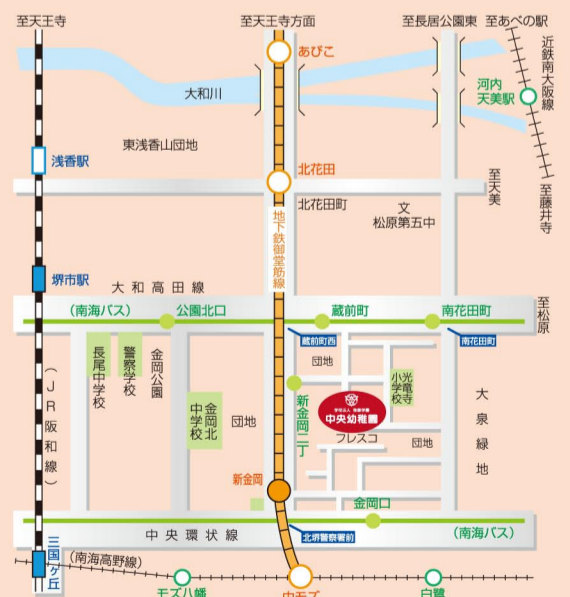 至天王寺
至天王寺方面
至長居公園東
至あべの駅
あびこ
近鉄南大阪線
河内
天美駅
大和川
東浅香山団地
浅香駅
北花田
至天美
至藤井寺
北花田町
文
松原第五中
地下鉄御堂筋線
堺市駅
大和高田線
至松原
(南海バス)
公園北口
蔵前町
南花田町
蔵前町西
南花田町
長尾中学校
警察学校
金岡公園
団地
光竜寺
小学校
(JR阪和線)
金岡北
中学校
団地
新金岡二丁
中央幼稚園
フレスコ
団地
大泉緑地
新金岡
金岡口
中央環状線
北堺警察署前
(南海バス)
三国ヶ丘
(南海高野線)
モズ八幡
中モズ
白鷺